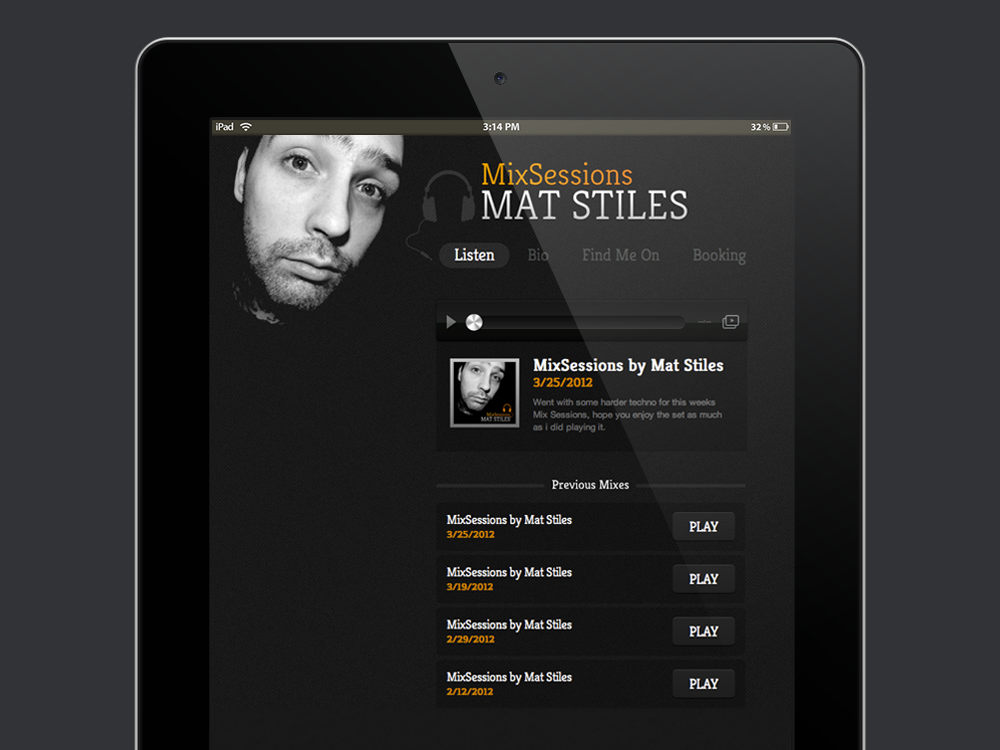 iPad 3:14 PM 32%
MixSessions
MAT STILES
Listen Bio Find Me On Booking
MixSessions by Mat Stiles
3/25/2012
Went with some harder techno for this weeks
Mix Sessions, hope you enjoy the set as much
as i did playing it.
MixSessions
MAT STILES
Previous Mixes
MixSessions by Mat Stiles
3/25/2012
PLAY
MixSessions by Mat Stiles
3/19/2012
PLAY
MixSessions by Mat Stiles
2/29/2012
PLAY
MixSessions by Mat Stiles
2/12/2012
PLAY